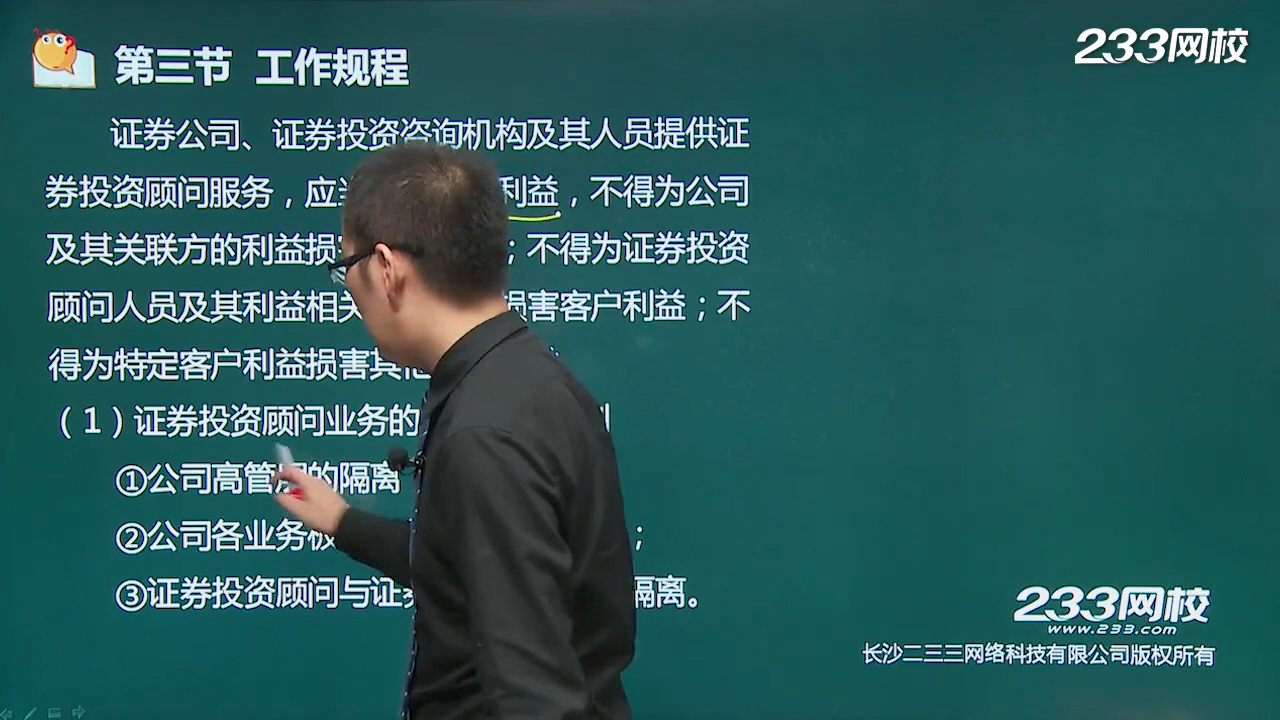 第三节 工作规程
233网校
证券公司、证券投资咨询机构及其人员提供证
券投资顾问服务，应当 利益，不得为公司
及其关联方的利益损 ；不得为证券投资
顾问人员及其利益相关 损害客户利益；不
得为特定客户利益损害其他
（1）证券投资顾问业务的
①公司高管层的隔离
②公司各业务板 ；
③证券投资顾问与证券 隔离。
233网校
www.233.com
长沙二三三网络科技有限公司版权所有